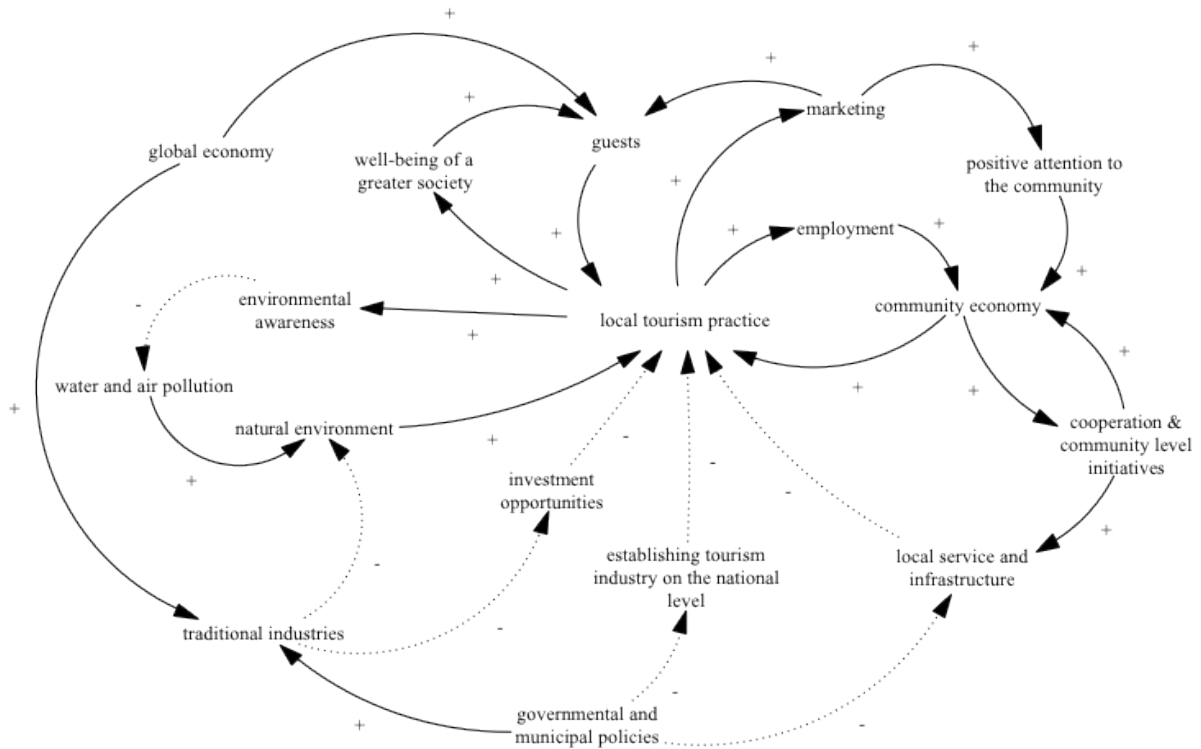 +
+
+
marketing
+
global economy
guests
well-being of a
greater society
positive attention to
the community
+
+
+
employment
+
+
+
environmental
awareness
-
community economy
local tourism practice
+
+
water and air pollution
+
+
+
natural environment
+
-
cooperation &
community level
initiatives
+
investment
opportunities
-
-
+
establishing tourism
industry on the national
level
local service and
infrastructure
-
-
traditional industries
-
-
+
governmental and
municipal policies